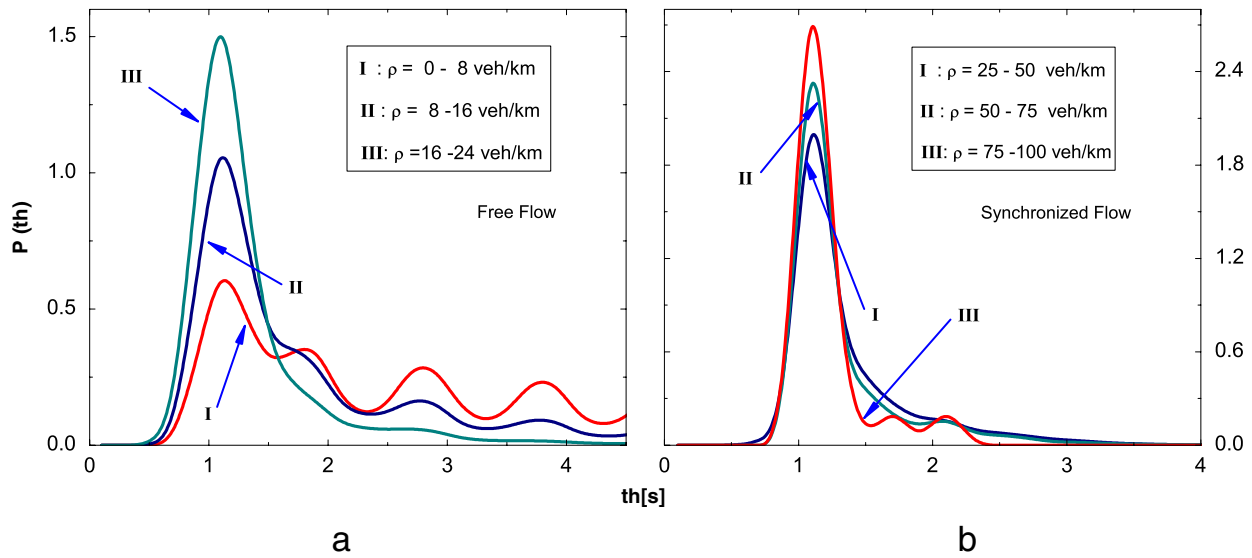 1.5
1.0
0.5
0.0
P (th)
I : ρ = 0 - 8 veh/km
II : ρ = 8 -16 veh/km
III: ρ =16 -24 veh/km
Free Flow
III
II
I
0 1 2 3 4
a
I : ρ = 25 - 50 veh/km
II : ρ = 50 - 75 veh/km
III: ρ = 75 -100 veh/km
Synchronized Flow
II
I
III
2.4
1.8
1.2
0.6
0.0
0 1 2 3 4
th[s]
b